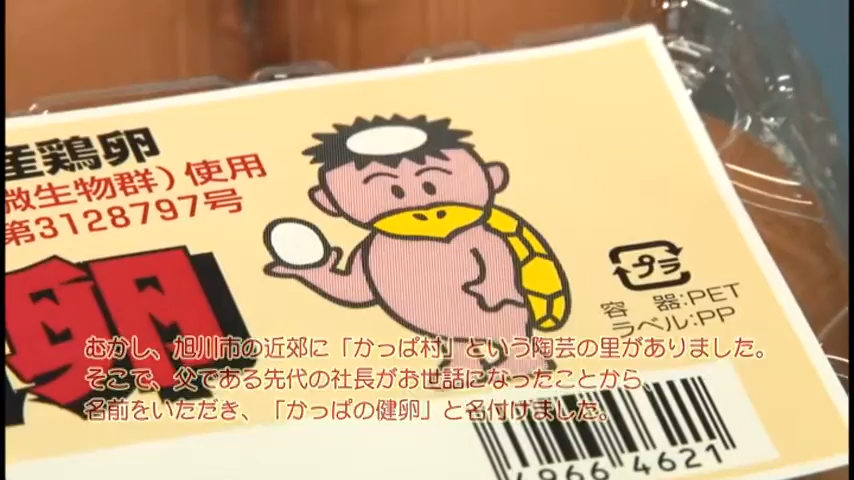 産鶏卵
微生物群）使用
第3128797号
卵
プラ
容　器:PET
ラベル:PP
むかし、旭川市の近郊に「かっぱ村」という陶芸の里がありました。
そこで、父である先代の社長がお世話になったことから、
名前をいただき、「かっぱの健卵」と名付けました。
4966 4621